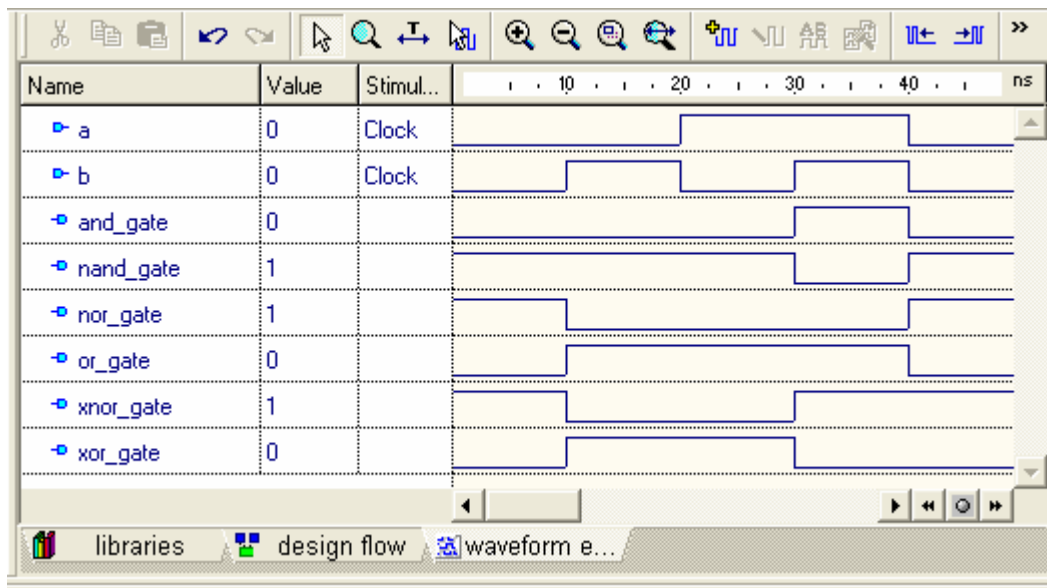 Name Value Stimul... 10 20 30 40 ns
a 0 Clock
b 0 Clock
and_gate 0
nand_gate 1
nor_gate 1
or_gate 0
xnor_gate 1
xor_gate 0
libraries design flow waveform e...